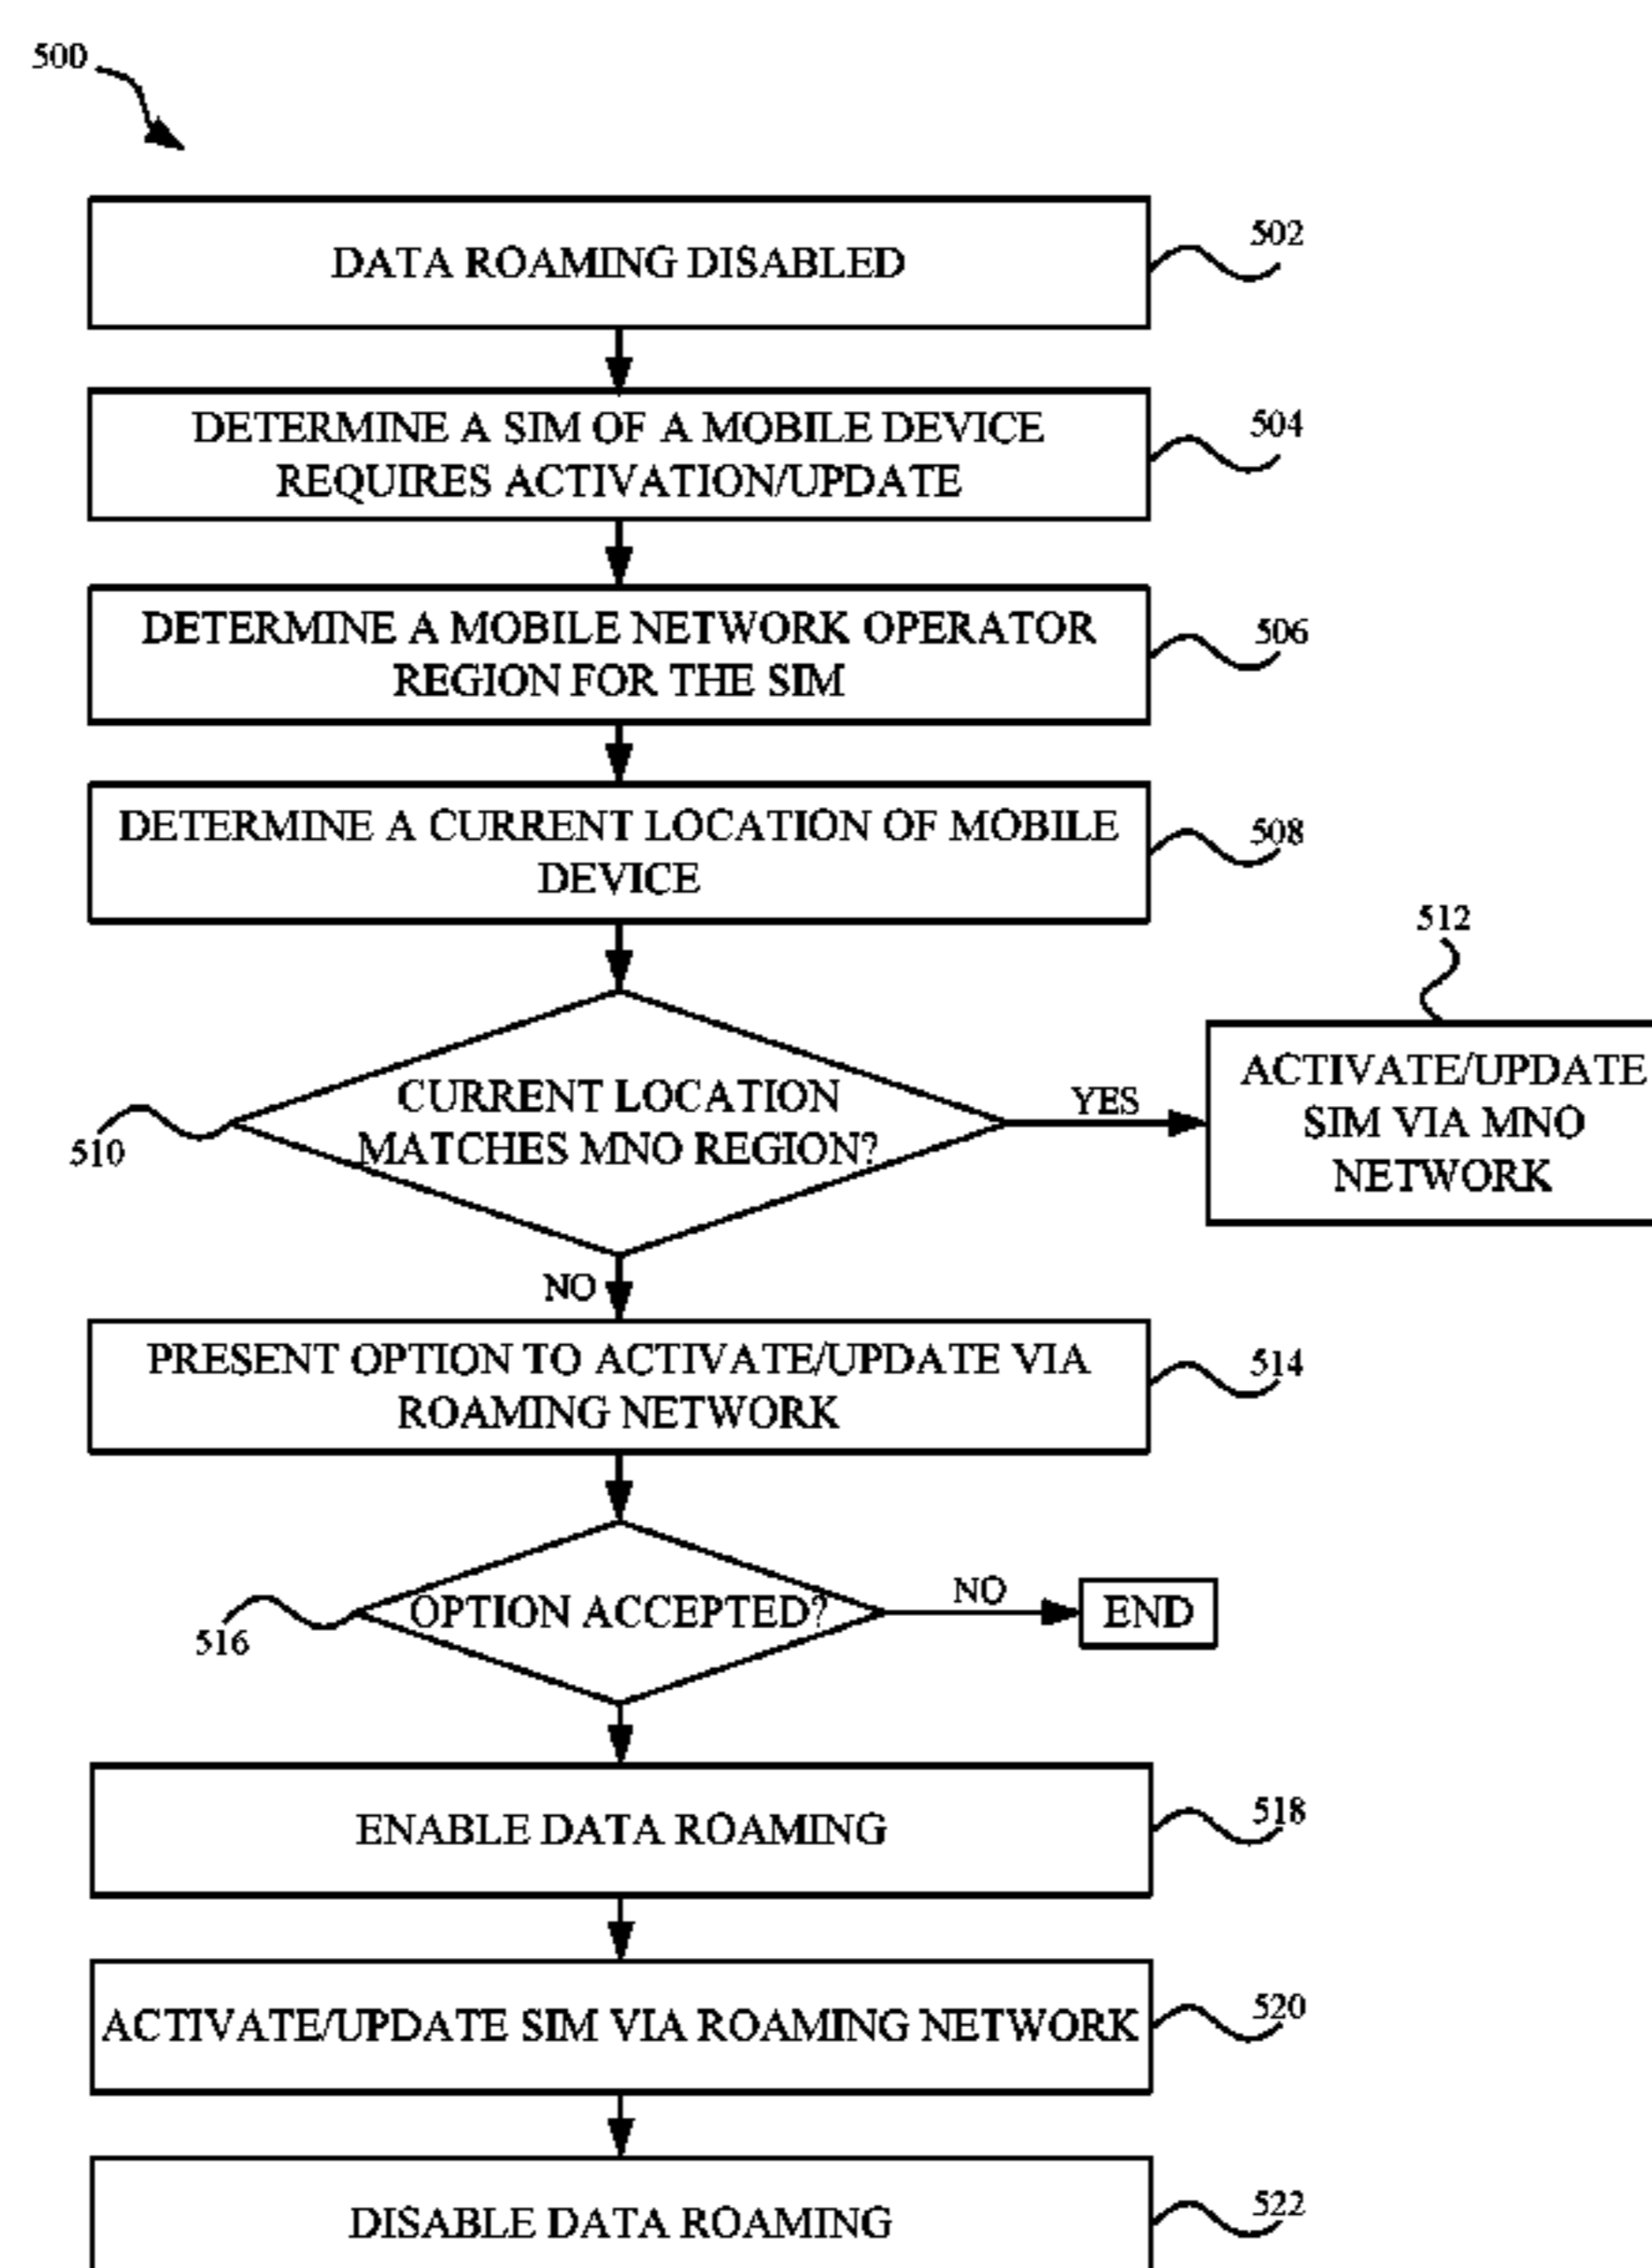 500
DATA ROAMING DISABLED
502
DETERMINE A SIM OF A MOBILE DEVICE
REQUIRES ACTIVATION/UPDATE
504
DETERMINE A MOBILE NETWORK OPERATOR
REGION FOR THE SIM
506
DETERMINE A CURRENT LOCATION OF MOBILE
DEVICE
508
CURRENT LOCATION
MATCHES MNO REGION?
510
YES
512
ACTIVATE/UPDATE
SIM VIA MNO
NETWORK
NO
PRESENT OPTION TO ACTIVATE/UPDATE VIA
ROAMING NETWORK
514
OPTION ACCEPTED?
516
NO
END
ENABLE DATA ROAMING
518
ACTIVATE/UPDATE SIM VIA ROAMING NETWORK
520
DISABLE DATA ROAMING
522